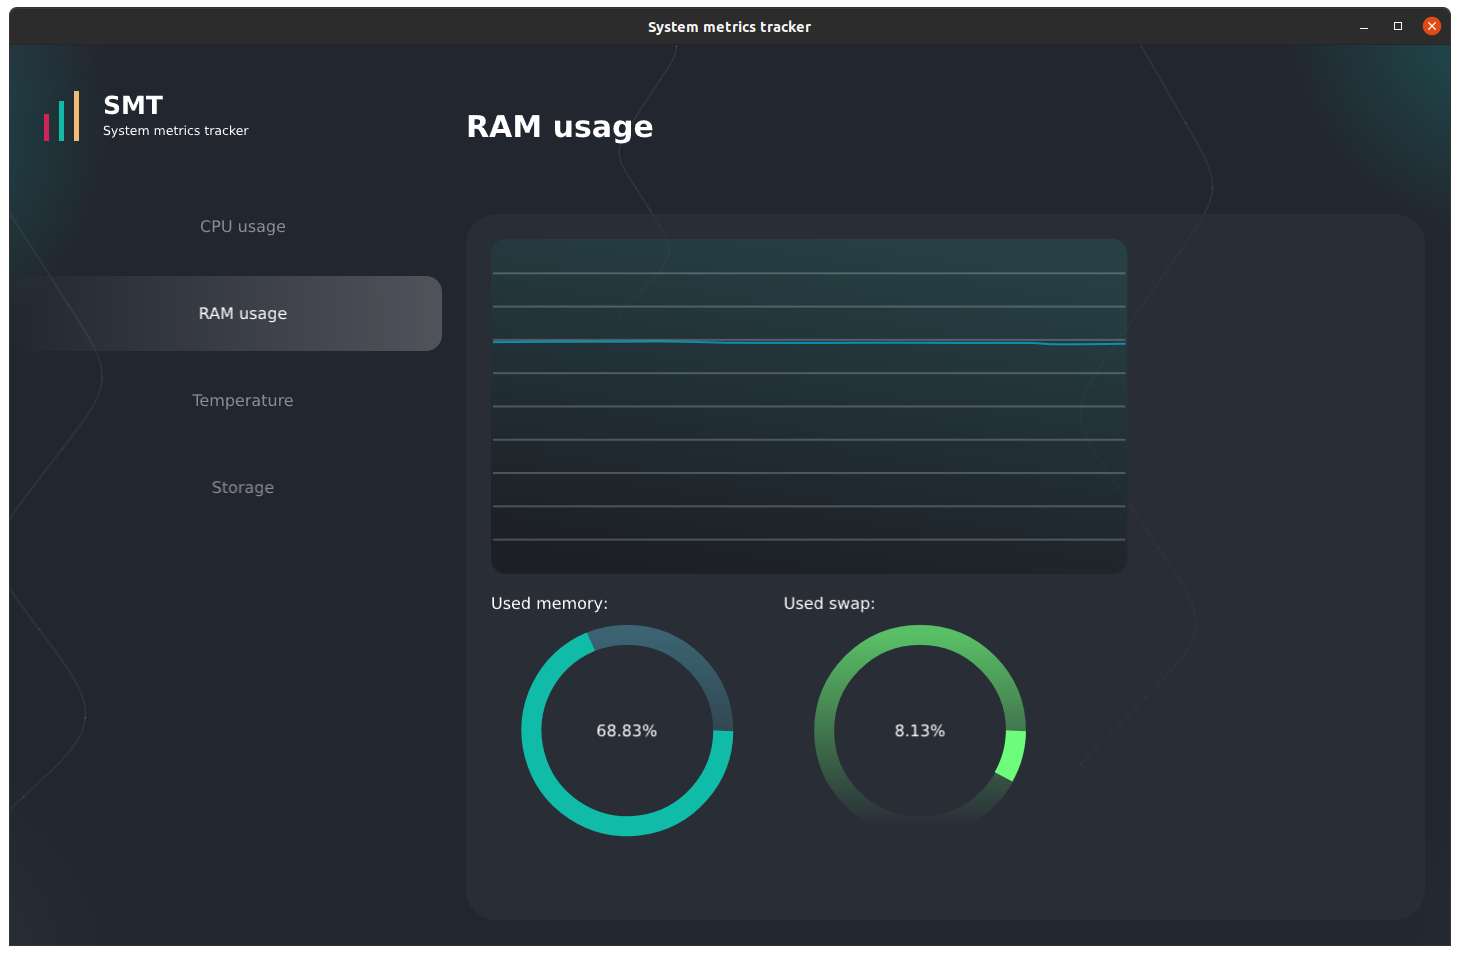 System metrics tracker
SMT
System metrics tracker
CPU usage
RAM usage
Temperature
Storage
RAM usage
Used memory:
Used swap:
68.83%
8.13%